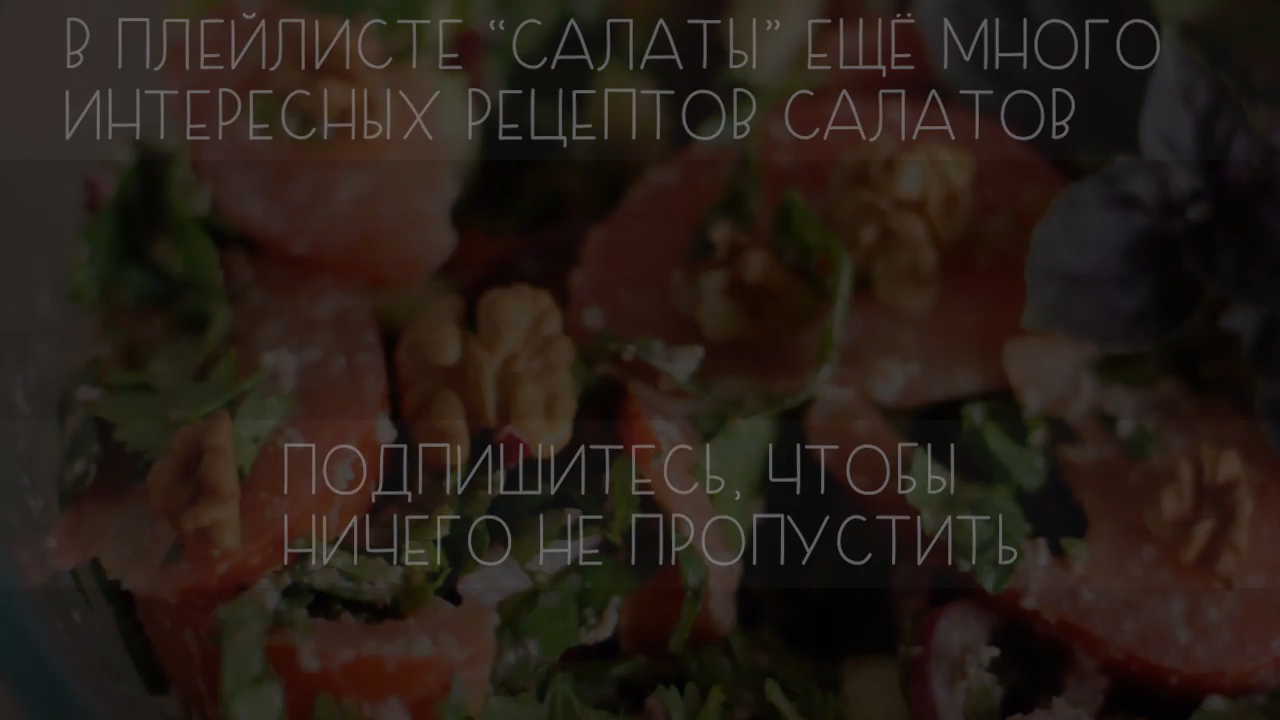 В ПЛЕЙЛИСТЕ “САЛАТЫ” ЕЩЁ МНОГО
ИНТЕРЕСНЫХ РЕЦЕПТОВ САЛАТОВ
ПОДПИШИТЕСЬ, ЧТОБЫ
НИЧЕГО НЕ ПРОПУСТИТЬ